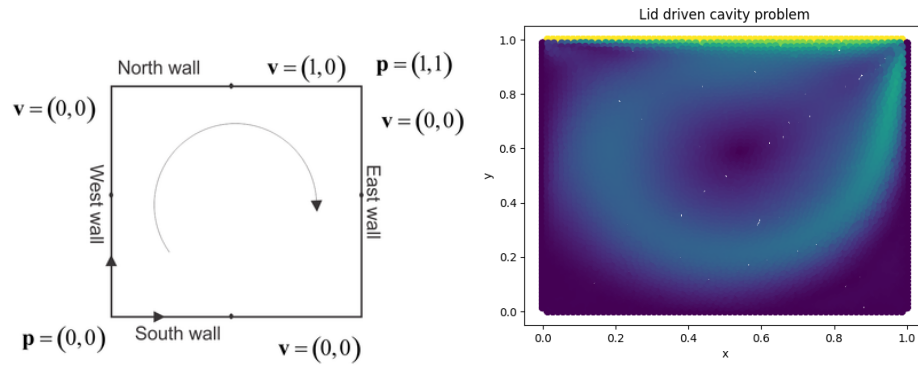 North wall
v = (1,0)
p = (1,1)
v = (0,0)
v = (0,0)
West wall
East wall
p = (0,0)
South wall
v = (0,0)
Lid driven cavity problem
1.0
0.8
0.6
0.4
0.2
0.0
y
0.0 0.2 0.4 0.6 0.8 1.0
x